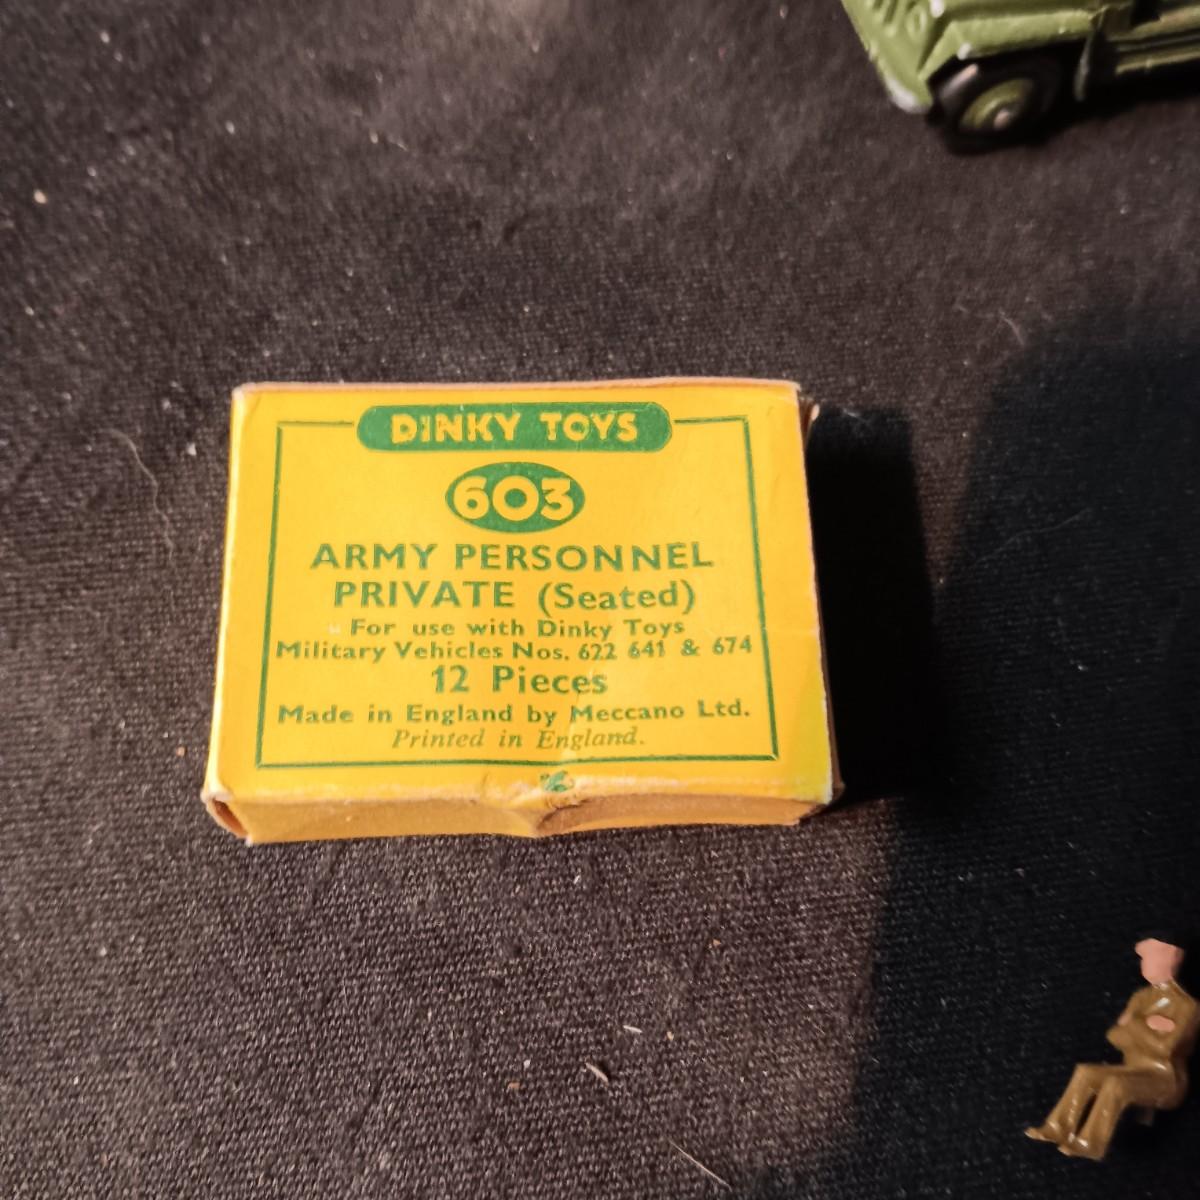 DINKY TOYS
603
ARMY PERSONNEL
PRIVATE (Seated)
For use with Dinky Toys
Military Vehicles Nos. 622 641 & 674
12 Pieces
Made in England by Meccano Ltd.
Printed in England.